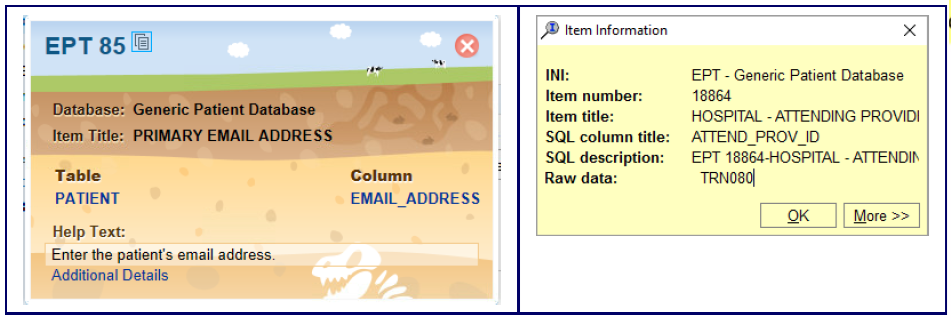 EPT 85
Database: Generic Patient Database
Item Title: PRIMARY EMAIL ADDRESS
Table Column
PATIENT EMAIL_ADDRESS
Help Text:
Enter the patient's email address.
Additional Details
Item Information
INI: EPT - Generic Patient Database
Item number: 18864
Item title: HOSPITAL - ATTENDING PROVIDI
SQL column title: ATTEND_PROV_ID
SQL description: EPT 18864-HOSPITAL - ATTENDIN
Raw data: TRN080
OK More >>